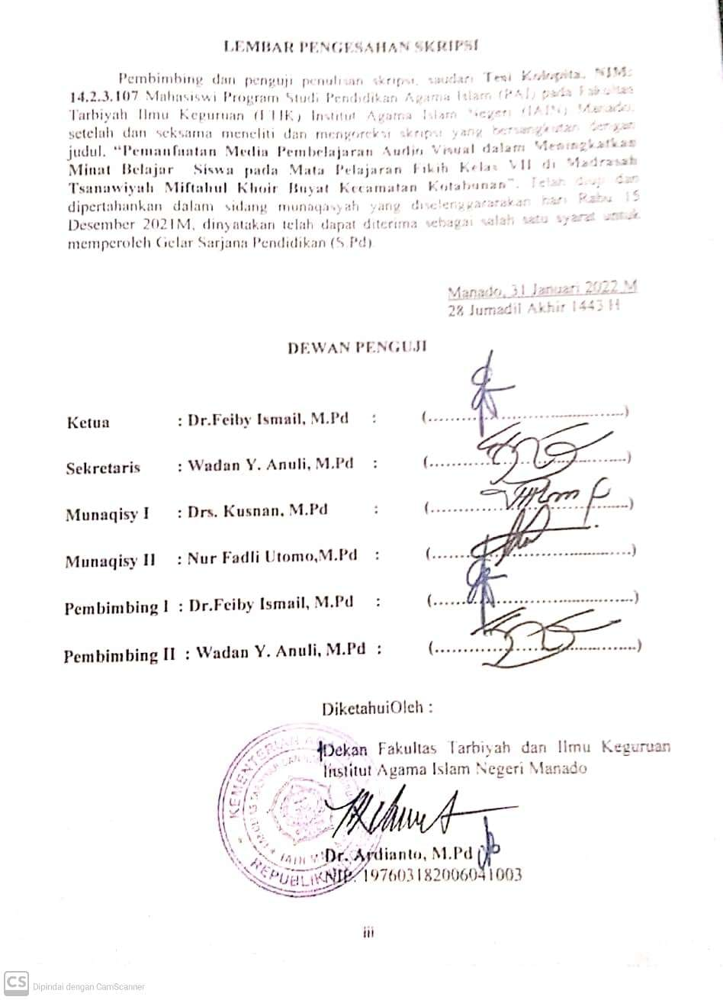 LEMBAR PENGESAHAN SKRIPSI
Pembimbing dan penguji penulisan skripsi, saudari Tesi Kolopita, NIM:
14.2.3.107 Mahasiswi Program Studi Pendidikan Agama Islam (PAI) pada Fakultas
Tarbiyah Ilmu Keguruan (FTIK) Institut Agama Islam Negeri (IAIN) Manado,
setelah dan seksama meneliti dan mengoreksi skripsi yang bersangkutan dengan
judul, “Pemanfaatan Media Pembelajaran Audio Visual dalam Meningkatkan
Minat Belajar Siswa pada Mata Pelajaran Fikih Kelas VII di Madrasah
Tsanawiyah Miftahul Khoir Buyat Kecamatan Kotabunan”. Telah diuji dan
dipertahankan dalam sidang munaqasyah yang diselenggararakan hari Rabu 15
Desember 2021M, dinyatakan telah dapat diterima sebagai salah satu syarat untuk
memperoleh Gelar Sarjana Pendidikan (S.Pd).
Manado, 31 Januari 2022 M
28 Jumadil Akhir 1443 H
DEWAN PENGUJI
Ketua : Dr.Feiby Ismail, M.Pd : (..........................................)
Sekretaris : Wadan Y. Anuli, M.Pd : (..........................................)
Munaqisy I : Drs. Kusnan, M.Pd : (..........................................)
Munaqisy II : Nur Fadli Utomo,M.Pd : (..........................................)
Pembimbing I : Dr.Feiby Ismail, M.Pd : (..........................................)
Pembimbing II : Wadan Y. Anuli, M.Pd : (..........................................)
DiketahuiOleh :
Dekan Fakultas Tarbiyah dan Ilmu Keguruan
Institut Agama Islam Negeri Manado
KEMENTERIAN
REPUBLIK
Dr. Ardianto, M.Pd
NIP. 197603182006041003
iii
CS Dipindai dengan CamScanner